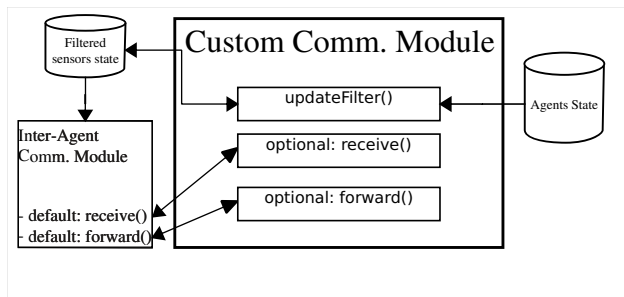 Filtered
sensors state
Custom Comm. Module
updateFilter()
Agents State
Inter-Agent
Comm. Module
optional: receive()
optional: forward()
- default: receive()
- default: forward()